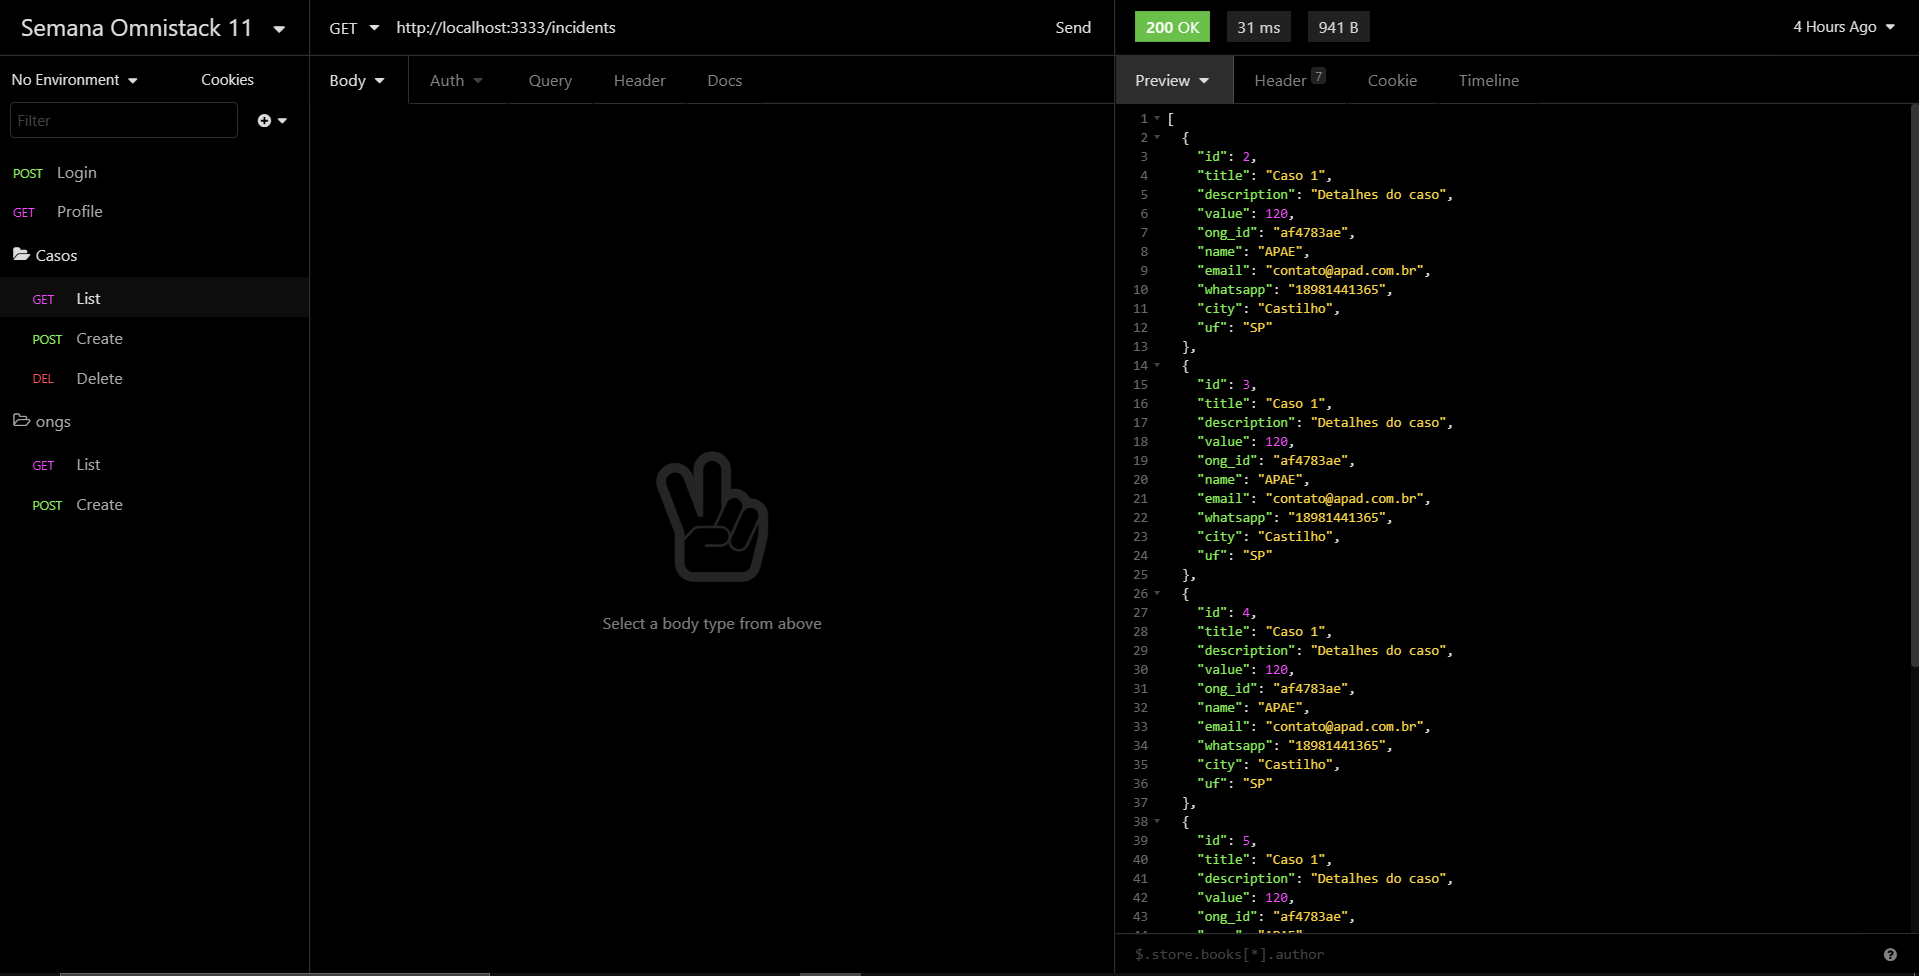 Semana Omnistack 11
No Environment
Cookies
Filter
POST Login
GET Profile
Casos
GET List
POST Create
DEL Delete
ongs
GET List
POST Create
GET http://localhost:3333/incidents Send
Body Auth Query Header Docs
Select a body type from above
200 OK 31 ms 941 B 4 Hours Ago
Preview Header 7 Cookie Timeline
1 [
2 {
3 "id": 2,
4 "title": "Caso 1",
5 "description": "Detalhes do caso",
6 "value": 120,
7 "ong_id": "af4783ae",
8 "name": "APAE",
9 "email": "contato@apad.com.br",
10 "whatsapp": "18981441365",
11 "city": "Castilho",
12 "uf": "SP"
13 },
14 {
15 "id": 3,
16 "title": "Caso 1",
17 "description": "Detalhes do caso",
18 "value": 120,
19 "ong_id": "af4783ae",
20 "name": "APAE",
21 "email": "contato@apad.com.br",
22 "whatsapp": "18981441365",
23 "city": "Castilho",
24 "uf": "SP"
25 },
26 {
27 "id": 4,
28 "title": "Caso 1",
29 "description": "Detalhes do caso",
30 "value": 120,
31 "ong_id": "af4783ae",
32 "name": "APAE",
33 "email": "contato@apad.com.br",
34 "whatsapp": "18981441365",
35 "city": "Castilho",
36 "uf": "SP"
37 },
38 {
39 "id": 5,
40 "title": "Caso 1",
41 "description": "Detalhes do caso",
42 "value": 120,
43 "ong_id": "af4783ae",
$.store.books[*].author